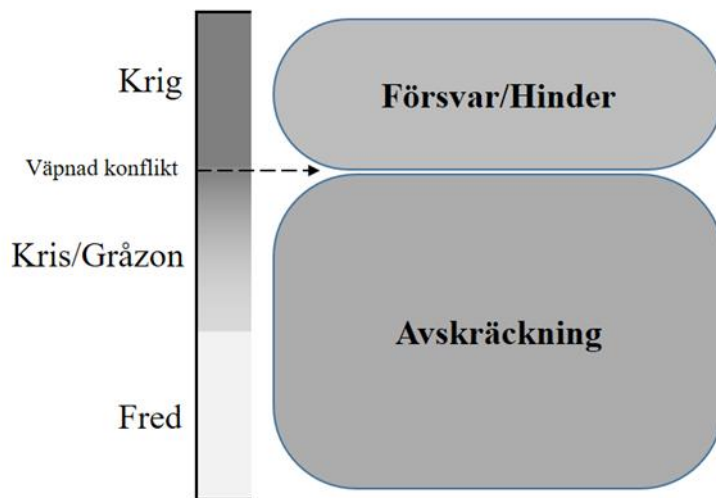 Krig
Försvar/Hinder
Väpnad konflikt
Kris/Gråzon
Avskräckning
Fred